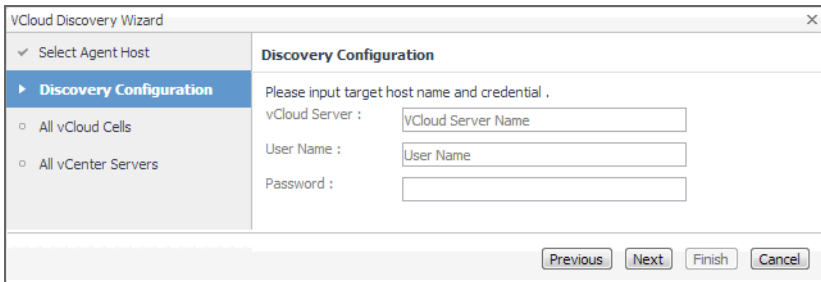 VCloud Discovery Wizard
Select Agent Host
Discovery Configuration
All vCloud Cells
All vCenter Servers
Discovery Configuration
Please input target host name and credential .
vCloud Server :
VCloud Server Name
User Name :
User Name
Password :
Previous
Next
Finish
Cancel